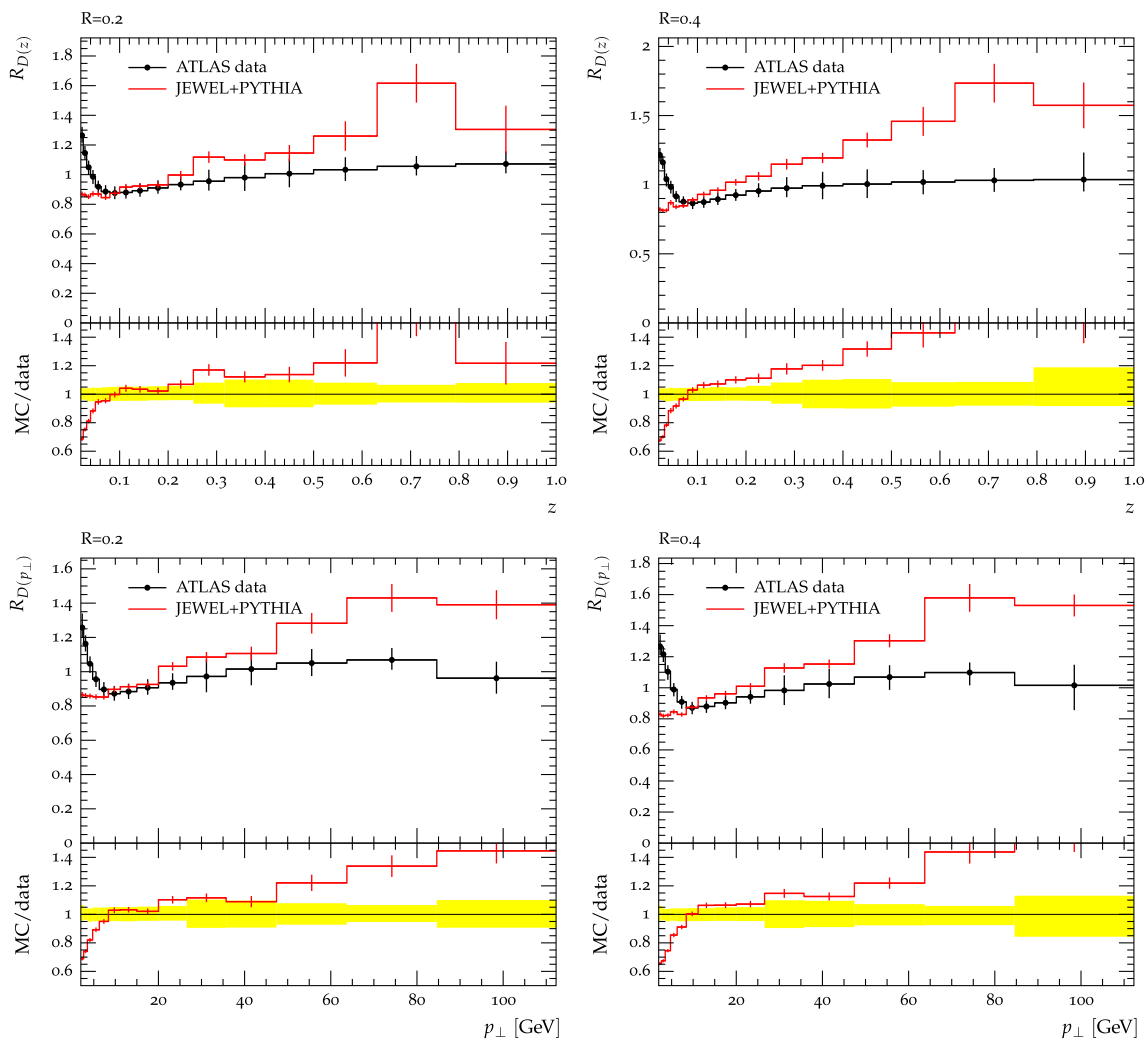 R=0.2
R_{D(z)}
ATLAS data
JEWEL+PYTHIA
1.8
1.6
1.4
1.2
1
0.8
0.6
0.4
0.2
0
MC/data
1.4
1.2
1
0.8
0.6
0.1 0.2 0.3 0.4 0.5 0.6 0.7 0.8 0.9 1.0
z
R=0.4
R_{D(z)}
ATLAS data
JEWEL+PYTHIA
2
1.5
1
0.5
0
MC/data
1.4
1.2
1
0.8
0.6
0.1 0.2 0.3 0.4 0.5 0.6 0.7 0.8 0.9 1.0
z
R=0.2
R_{D(p⊥)}
ATLAS data
JEWEL+PYTHIA
1.6
1.4
1.2
1
0.8
0.6
0.4
0.2
0
MC/data
1.4
1.2
1
0.8
0.6
20 40 60 80 100
p⊥ [GeV]
R=0.4
R_{D(p⊥)}
ATLAS data
JEWEL+PYTHIA
1.8
1.6
1.4
1.2
1
0.8
0.6
0.4
0.2
0
MC/data
1.4
1.2
1
0.8
0.6
20 40 60 80 100
p⊥ [GeV]